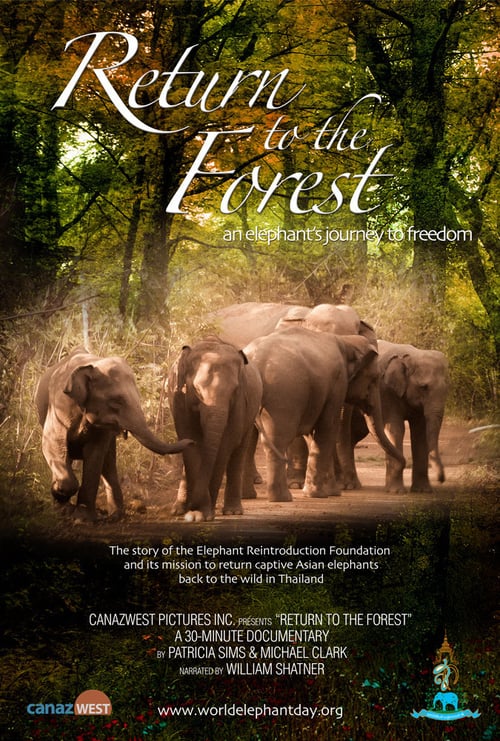 Return
to the
Forest
an elephant's journey to freedom
The story of the Elephant Reintroduction Foundation
and its mission to return captive Asian elephants
back to the wild in Thailand
CANAZWEST PICTURES INC. PRESENTS "RETURN TO THE FOREST"
A 30-MINUTE DOCUMENTARY
BY PATRICIA SIMS & MICHAEL CLARK
NARRATED BY WILLIAM SHATNER
canazWEST
www.worldelephantday.org